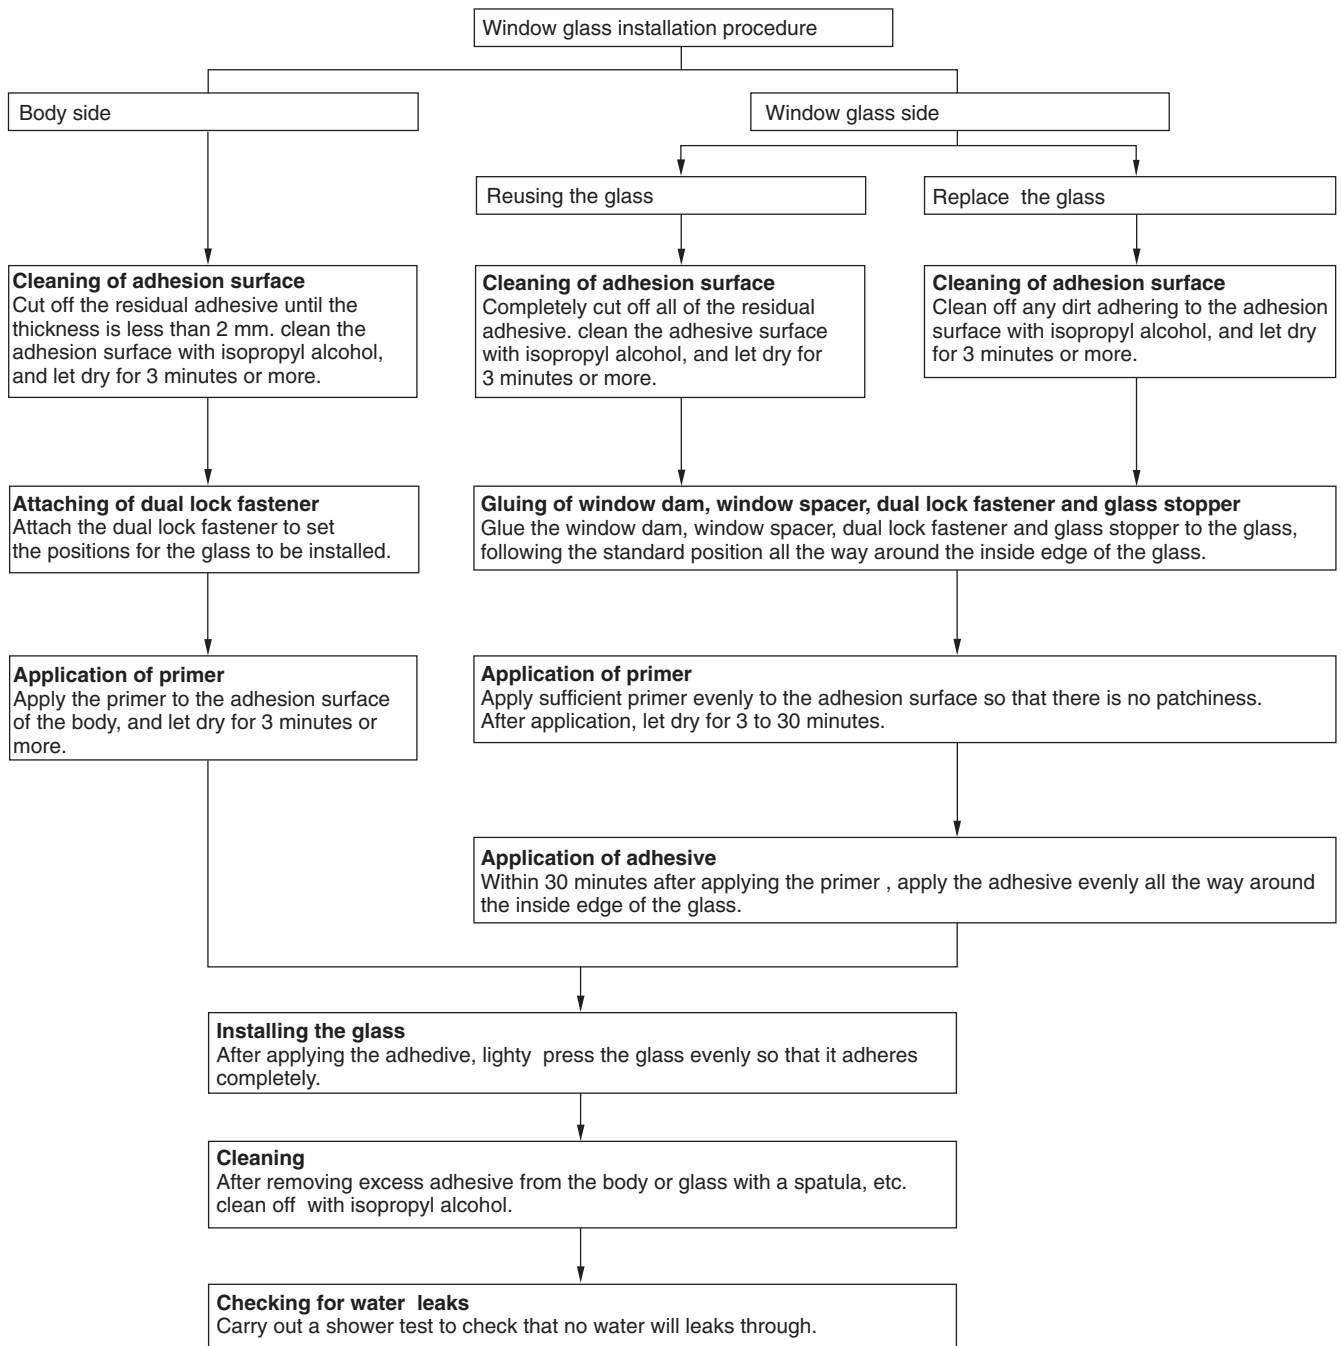 Window glass installation procedure
Body side
Window glass side
Reusing the glass
Replace the glass
Cleaning of adhesion surface
Cut off the residual adhesive until the
thickness is less than 2 mm. clean the
adhesion surface with isopropyl alcohol,
and let dry for 3 minutes or more.
Cleaning of adhesion surface
Completely cut off all of the residual
adhesive. clean the adhesive surface
with isopropyl alcohol, and let dry for
3 minutes or more.
Cleaning of adhesion surface
Clean off any dirt adhering to the adhesion
surface with isopropyl alcohol, and let dry
for 3 minutes or more.
Attaching of dual lock fastener
Attach the dual lock fastener to set
the positions for the glass to be installed.
Gluing of window dam, window spacer, dual lock fastener and glass stopper
Glue the window dam, window spacer, dual lock fastener and glass stopper to the glass,
following the standard position all the way around the inside edge of the glass.
Application of primer
Apply the primer to the adhesion surface
of the body, and let dry for 3 minutes or
more.
Application of primer
Apply sufficient primer evenly to the adhesion surface so that there is no patchiness.
After application, let dry for 3 to 30 minutes.
Application of adhesive
Within 30 minutes after applying the primer , apply the adhesive evenly all the way around
the inside edge of the glass.
Installing the glass
After applying the adhedive, lighty press the glass evenly so that it adheres
completely.
Cleaning
After removing excess adhesive from the body or glass with a spatula, etc.
clean off with isopropyl alcohol.
Checking for water leaks
Carry out a shower test to check that no water will leaks through.